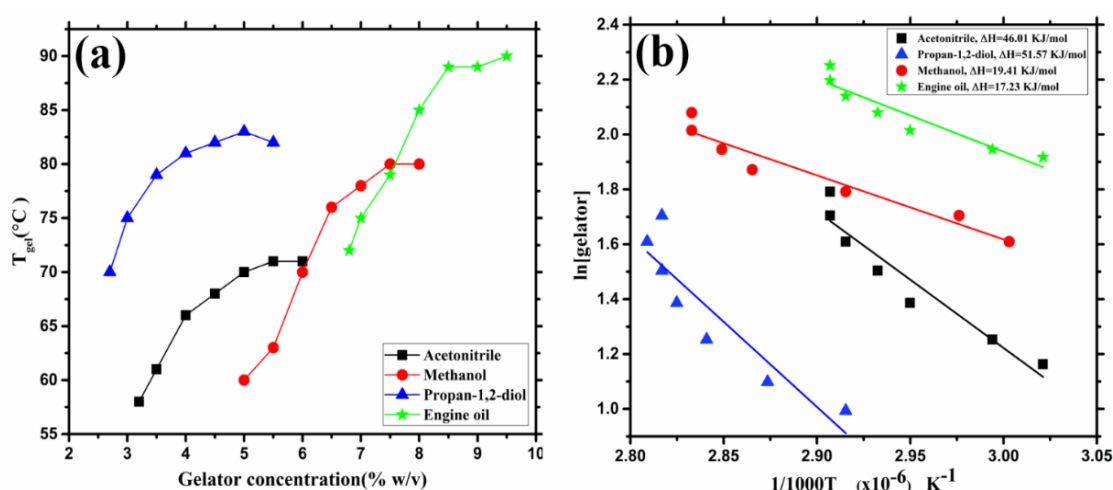 (a)
90
85
80
75
70
65
60
55
T_gel(°C)
Acetonitrile
Methanol
Propan-1,2-diol
Engine oil
2 3 4 5 6 7 8 9 10
Gelator concentration(% w/v)
(b)
2.4
2.2
2.0
1.8
1.6
1.4
1.2
1.0
ln[gelator]
Acetonitrile, ΔH=46.01 KJ/mol
Propan-1,2-diol, ΔH=51.57 KJ/mol
Methanol, ΔH=19.41 KJ/mol
Engine oil, ΔH=17.23 KJ/mol
2.80 2.85 2.90 2.95 3.00 3.05
1/1000T (x10⁻⁶) K⁻¹